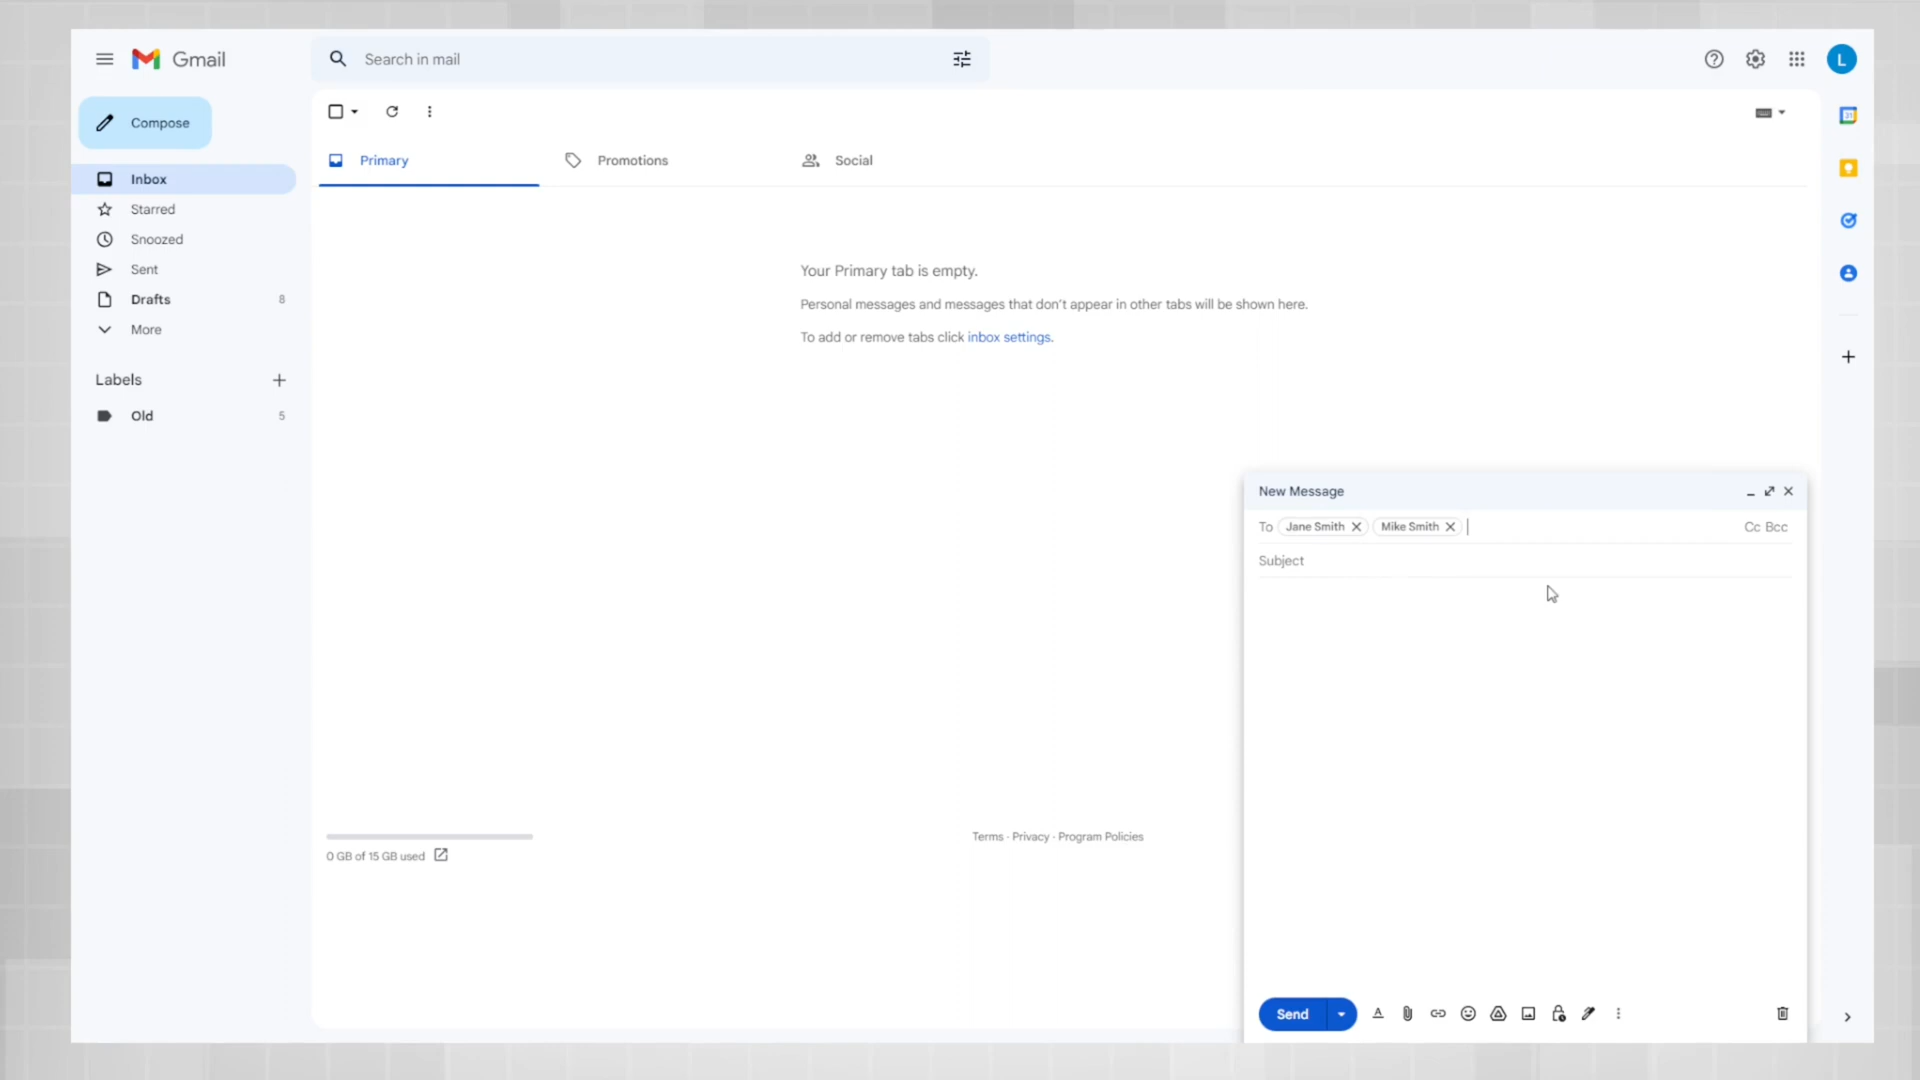 Gmail
Search in mail
L
Compose
Inbox
Starred
Snoozed
Sent
Drafts 8
More
Labels
Old 5
Primary
Promotions
Social
Your Primary tab is empty.
Personal messages and messages that don't appear in other tabs will be shown here.
To add or remove tabs click inbox settings.
0 GB of 15 GB used
Terms · Privacy · Program Policies
31
New Message
To Jane Smith Mike Smith Cc Bcc
Subject
Send